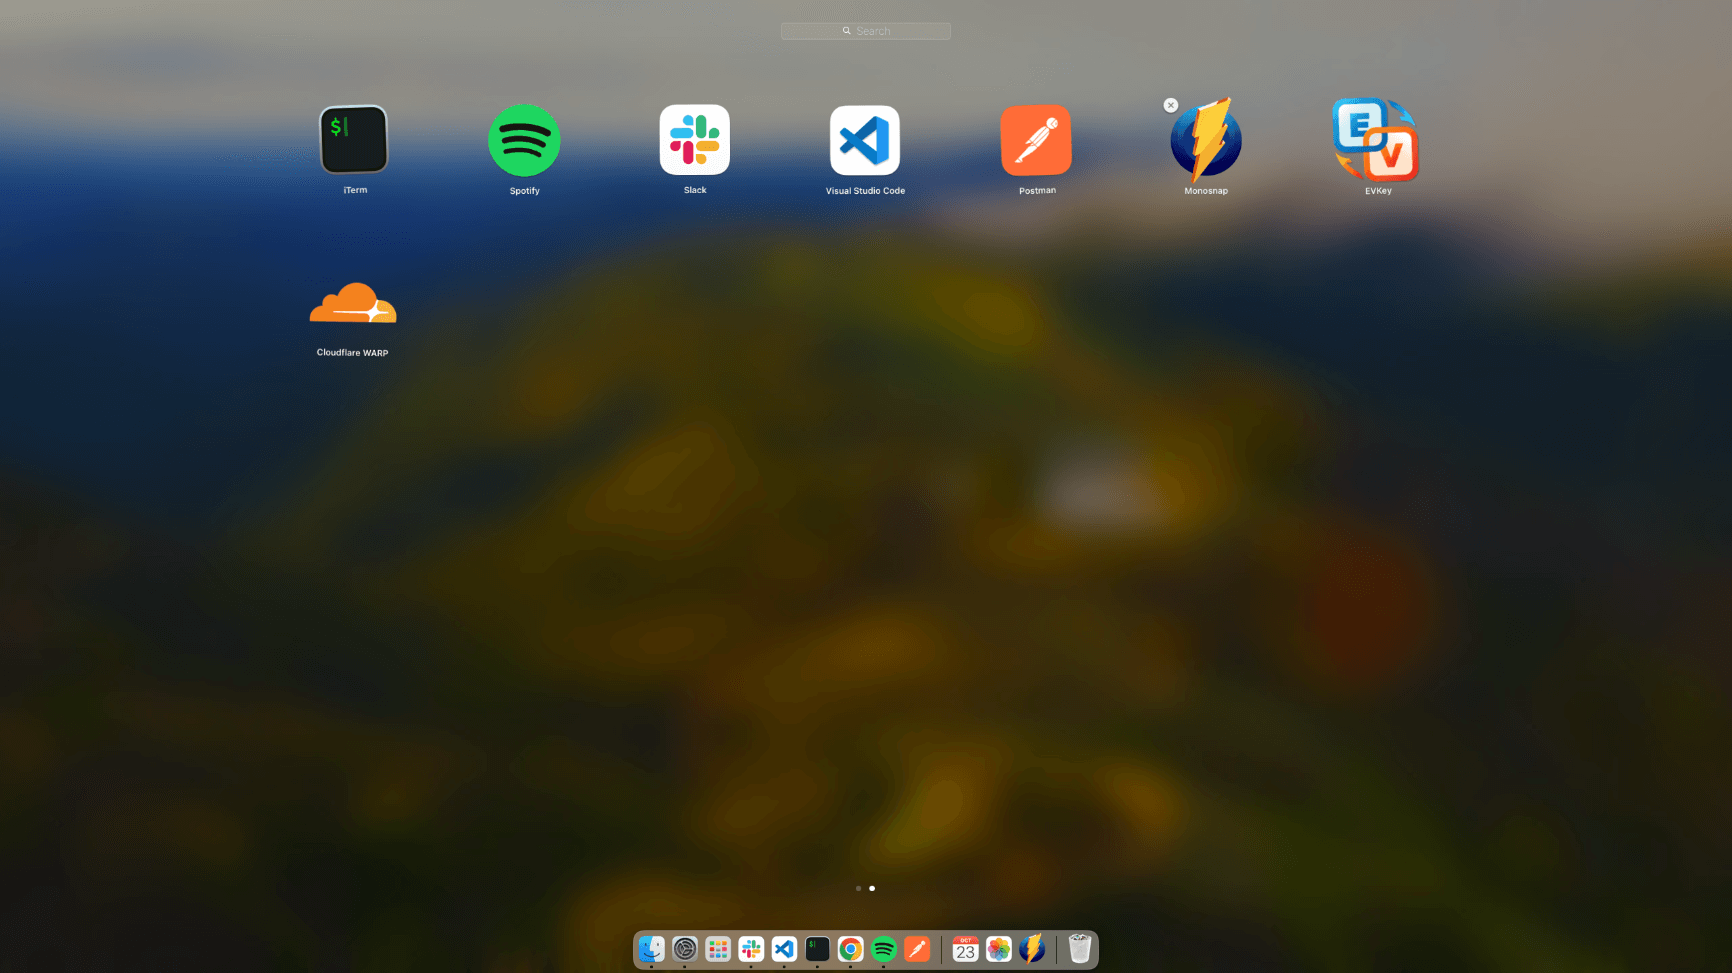 Search
$
iTerm
Spotify
Slack
Visual Studio Code
Postman
Monosnap
E
V
EVKey
Cloudflare WARP
$
OCT
23